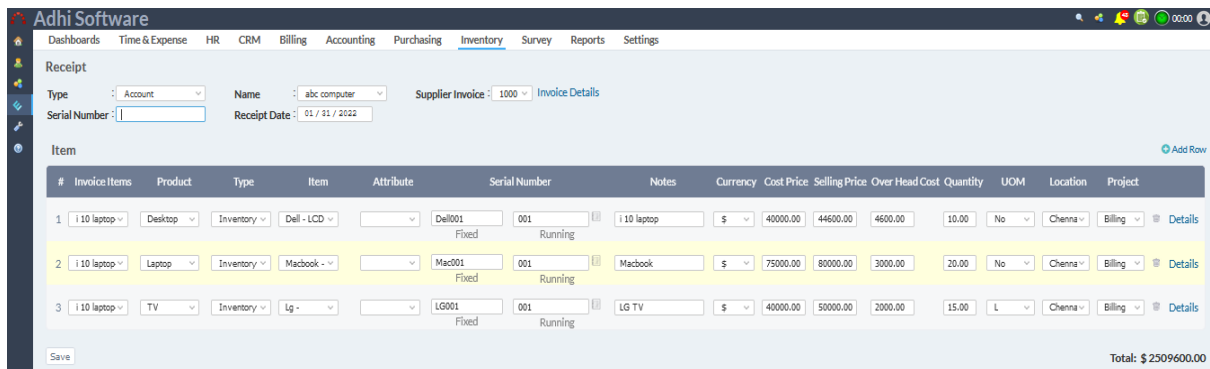 Adhi Software 42 00:00
Dashboards Time & Expense HR CRM Billing Accounting Purchasing Inventory Survey Reports Settings
Receipt
Type : Account Name : abc computer Supplier Invoice : 1000 Invoice Details
Serial Number : Receipt Date : 01 / 31 / 2022
Item Add Row
# Invoice Items Product Type Item Attribute Serial Number Notes Currency Cost Price Selling Price Over Head Cost Quantity UOM Location Project
1 i 10 laptop Desktop Inventory Dell - LCD Dell001 001 i 10 laptop $ 40000.00 44600.00 4600.00 10.00 No Chenna Billing Details
Fixed Running
2 i 10 laptop Laptop Inventory Macbook - Mac001 001 Macbook $ 75000.00 80000.00 3000.00 20.00 No Chenna Billing Details
Fixed Running
3 i 10 laptop TV Inventory Lg - LG001 001 LG TV $ 40000.00 50000.00 2000.00 15.00 L Chenna Billing Details
Fixed Running
Save Total: $ 2509600.00